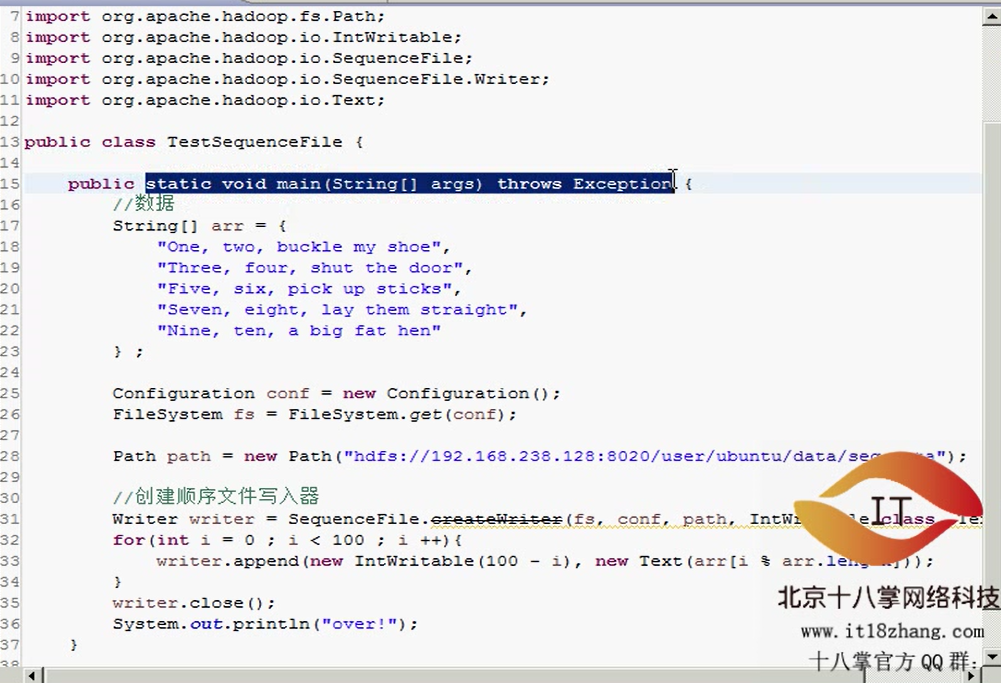 7 import org.apache.hadoop.fs.Path;
8 import org.apache.hadoop.io.IntWritable;
9 import org.apache.hadoop.io.SequenceFile;
10 import org.apache.hadoop.io.SequenceFile.Writer;
11 import org.apache.hadoop.io.Text;
12
13 public class TestSequenceFile {
14
15 public static void main(String[] args) throws Exception {
16 //数据
17 String[] arr = {
18 "One, two, buckle my shoe",
19 "Three, four, shut the door",
20 "Five, six, pick up sticks",
21 "Seven, eight, lay them straight",
22 "Nine, ten, a big fat hen"
23 } ;
24
25 Configuration conf = new Configuration();
26 FileSystem fs = FileSystem.get(conf);
27
28 Path path = new Path("hdfs://192.168.238.128:8020/user/ubuntu/data/ ");
29
30 //创建顺序文件写入器
31 Writer writer = SequenceFile.createWriter(fs, conf, path, class
32 for(int i = 0 ; i < 100 ; i ++){
33 writer.append(new IntWritable(100 - i), new Text(arr[i % arr. ]));
34 }
35 writer.close();
36 System.out.println("over!");
37 }
38
IT
北京十八掌网络科技
www.it18zhang.com
十八掌官方QQ群: